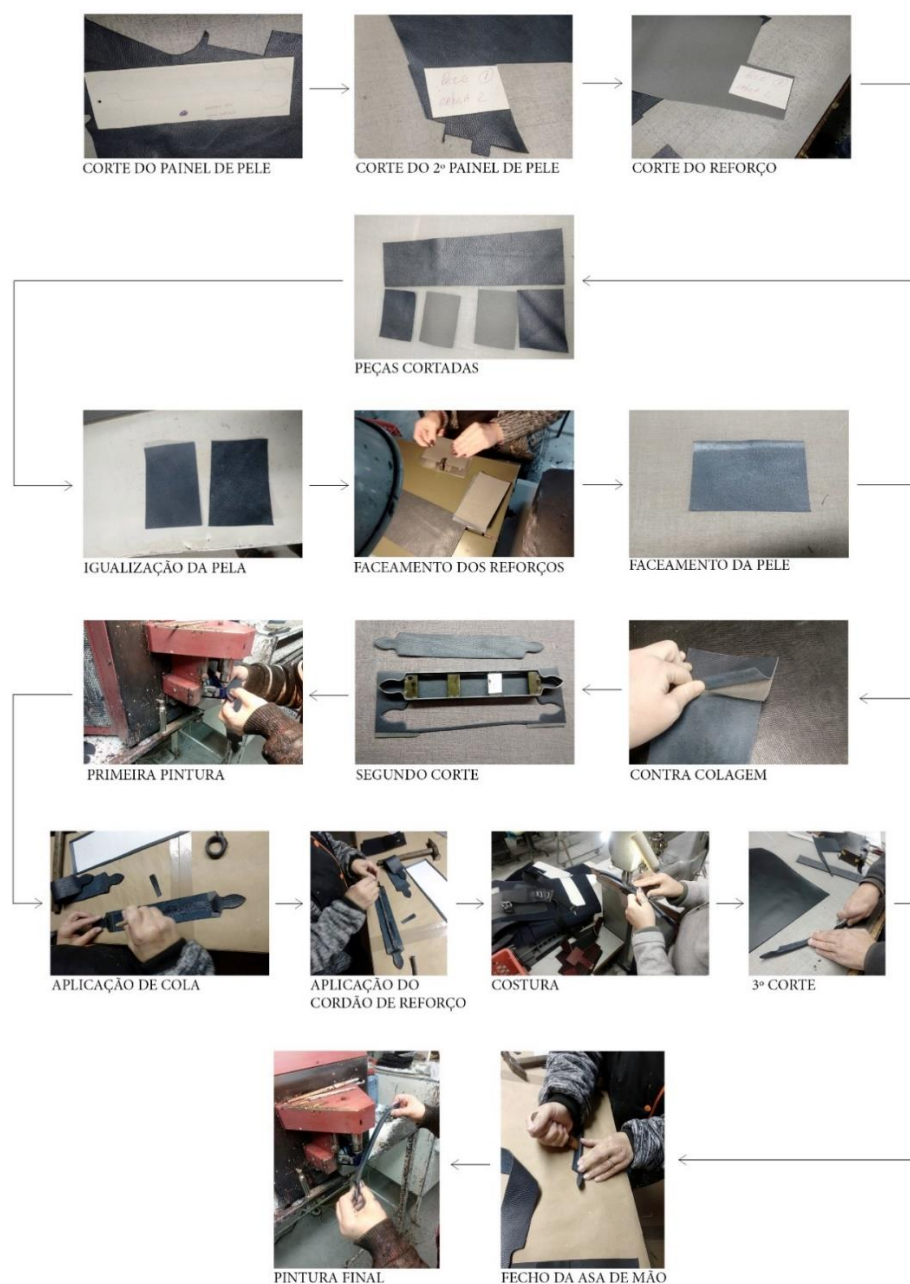 CORTE DO PAINEL DE PELE
CORTE DO 2º PAINEL DE PELE
CORTE DO REFORÇO
PEÇAS CORTADAS
IGUALIZAÇÃO DA PELA
FACEAMENTO DOS REFORÇOS
FACEAMENTO DA PELE
PRIMEIRA PINTURA
SEGUNDO CORTE
CONTRA COLAGEM
APLICAÇÃO DE COLA
APLICAÇÃO DO
CORDÃO DE REFORÇO
COSTURA
3º CORTE
PINTURA FINAL
FECHO DA ASA DE MÃO